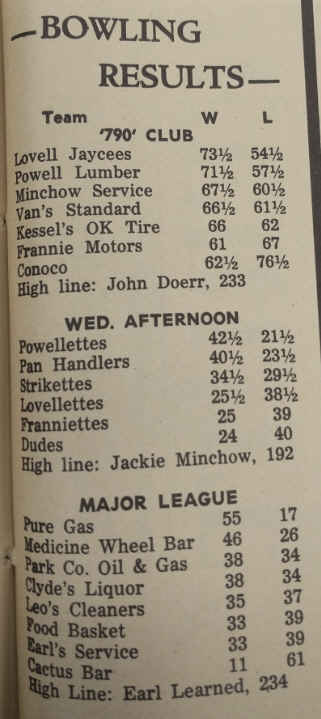 —BOWLING
RESULTS—
Team W L
'790' CLUB
Lovell Jaycees 73½ 54½
Powell Lumber 71½ 57½
Minchow Service 67½ 60½
Van's Standard 66½ 61½
Kessel's OK Tire 66 62
Frannie Motors 61 67
Conoco 62½ 76½
High line: John Doerr, 233
WED. AFTERNOON
Powellettes 42½ 21½
Pan Handlers 40½ 23½
Strikettes 34½ 29½
Lovellettes 25½ 38½
Franniettes 25 39
Dudes 24 40
High line: Jackie Minchow, 192
MAJOR LEAGUE
Pure Gas 55 17
Medicine Wheel Bar 46 26
Park Co. Oil & Gas 38 34
Clyde's Liquor 38 34
Leo's Cleaners 35 37
Food Basket 33 39
Earl's Service 33 39
Cactus Bar 11 61
High Line: Earl Learned, 234